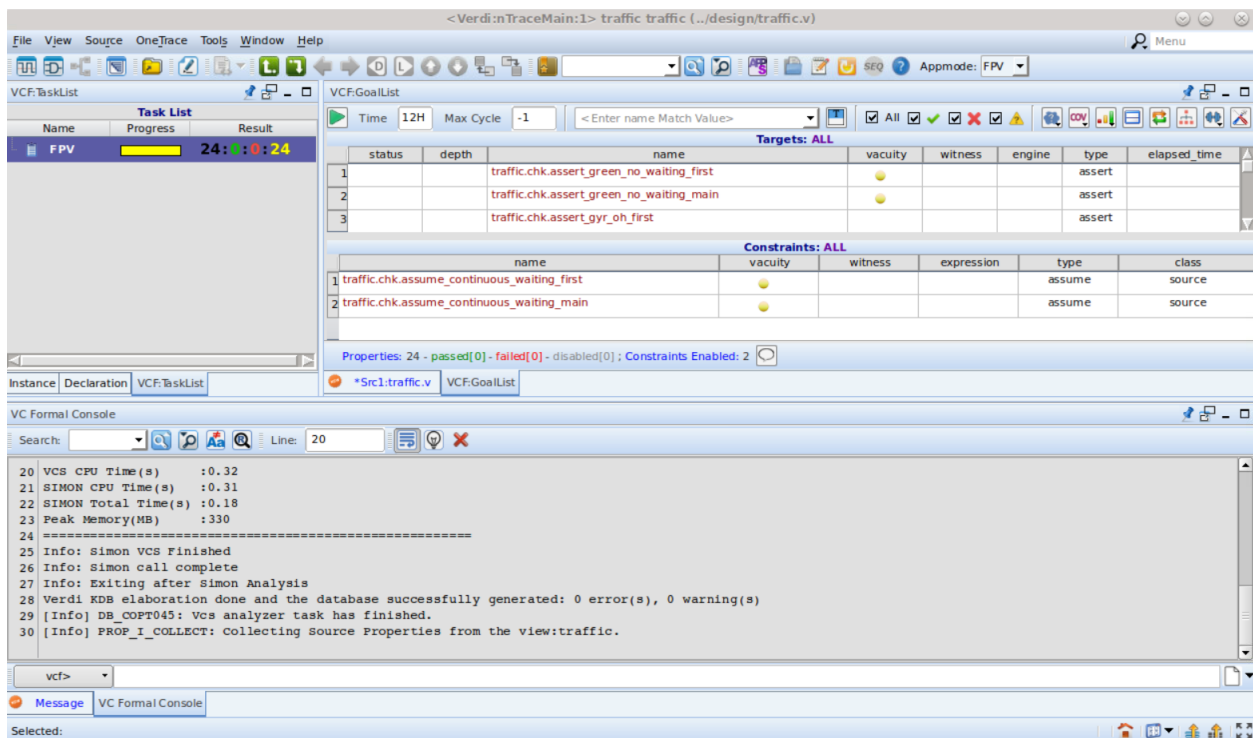 <Verdi:nTraceMain:1> traffic traffic (../design/traffic.v)
File View Source OneTrace Tools Window Help
Menu
APPS SEQ Appmode: FPV
VCF:TaskList
Task List
Name Progress Result
FPV 24:0:0:24
Instance Declaration VCF:TaskList
VCF:GoalList
Time 12H Max Cycle -1 <Enter name Match Value> All COV
Targets: ALL
status depth name vacuity witness engine type elapsed_time
1 traffic.chk.assert_green_no_waiting_first assert
2 traffic.chk.assert_green_no_waiting_main assert
3 traffic.chk.assert_gyr_oh_first assert
Constraints: ALL
name vacuity witness expression type class
1 traffic.chk.assume_continuous_waiting_first assume source
2 traffic.chk.assume_continuous_waiting_main assume source
Properties: 24 - passed[0] - failed[0] - disabled[0] ; Constraints Enabled: 2
*Src1:traffic.v VCF:GoalList
VC Formal Console
Search: Aa R Line: 20
20 VCS CPU Time(s) :0.32
21 SIMON CPU Time(s) :0.31
22 SIMON Total Time(s) :0.18
23 Peak Memory(MB) :330
24 =======================================================
25 Info: Simon VCS Finished
26 Info: Simon call complete
27 Info: Exiting after Simon Analysis
28 Verdi KDB elaboration done and the database successfully generated: 0 error(s), 0 warning(s)
29 [Info] DB_COPT045: Vcs analyzer task has finished.
30 [Info] PROP_I_COLLECT: Collecting Source Properties from the view:traffic.
vcf>
Message VC Formal Console
Selected: